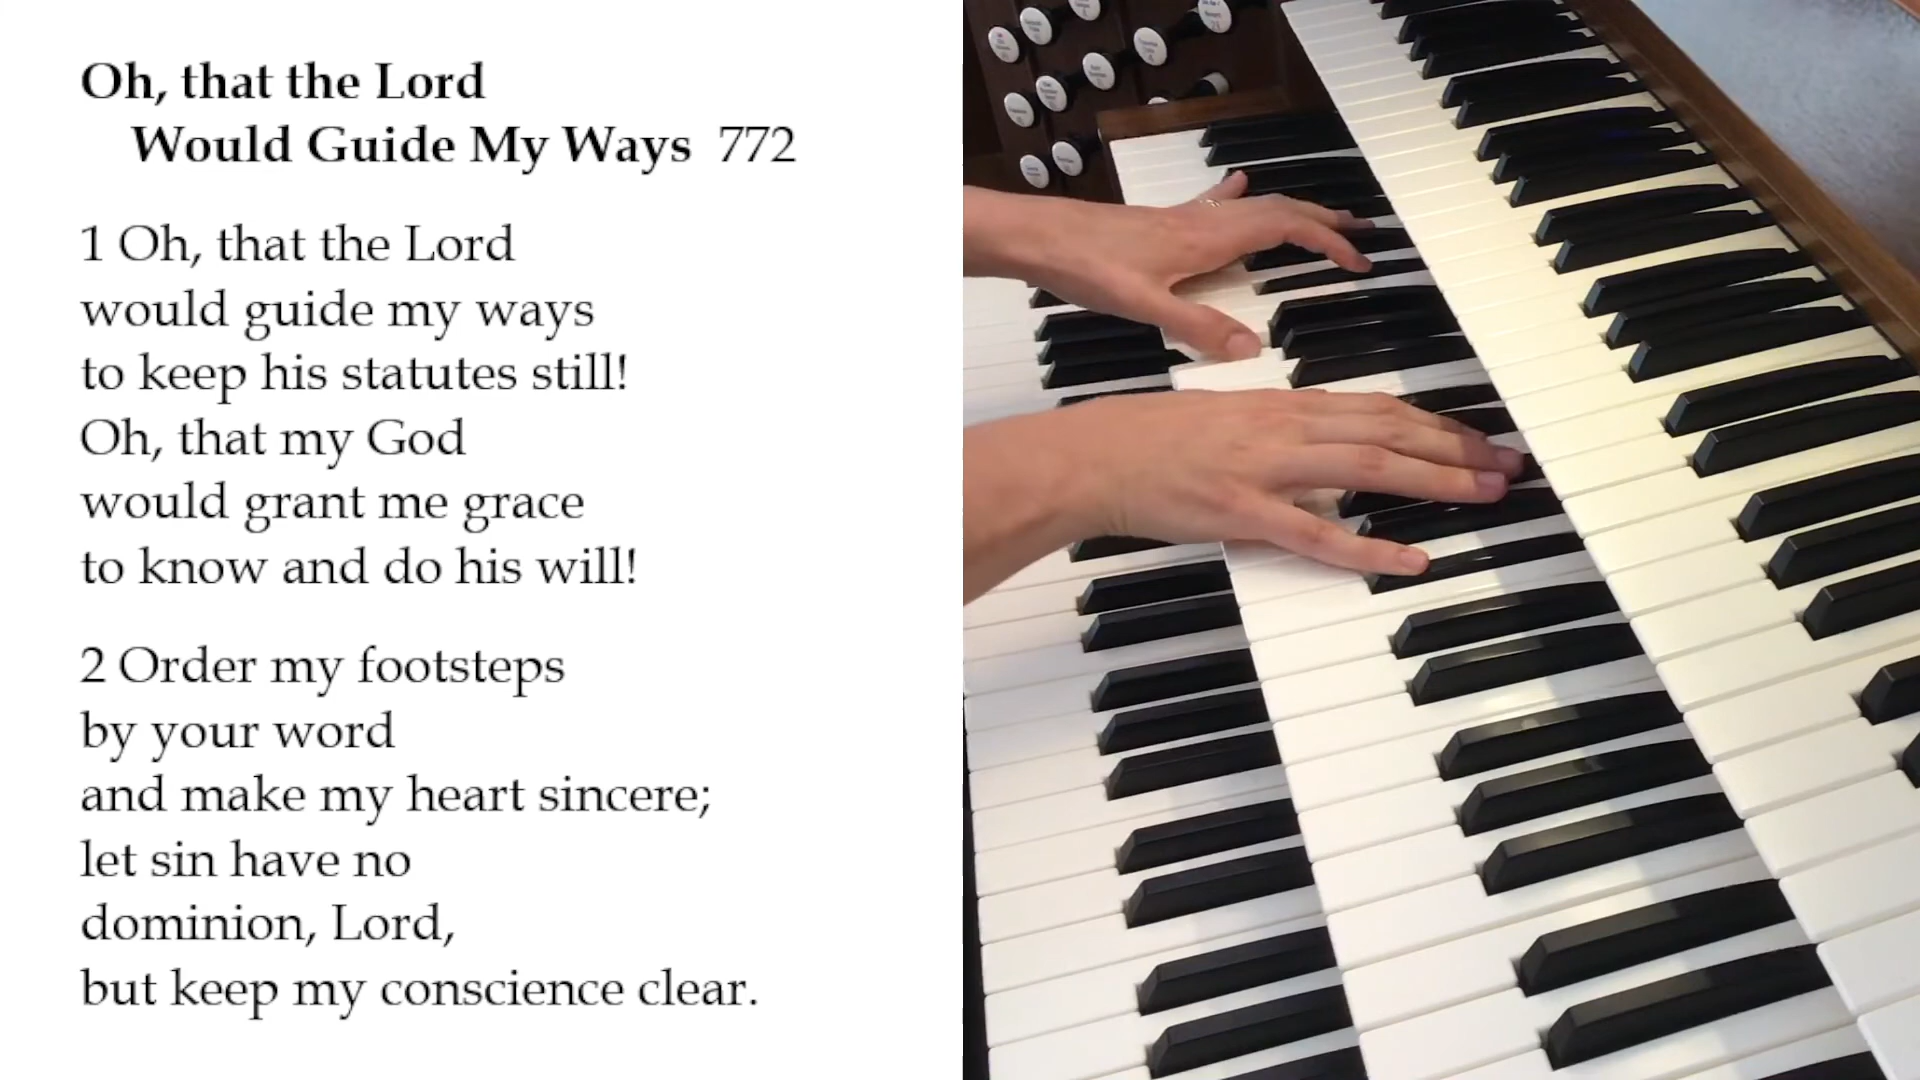 Oh, that the Lord
Would Guide My Ways 772
1 Oh, that the Lord
would guide my ways
to keep his statutes still!
Oh, that my God
would grant me grace
to know and do his will!
2 Order my footsteps
by your word
and make my heart sincere;
let sin have no
dominion, Lord,
but keep my conscience clear.